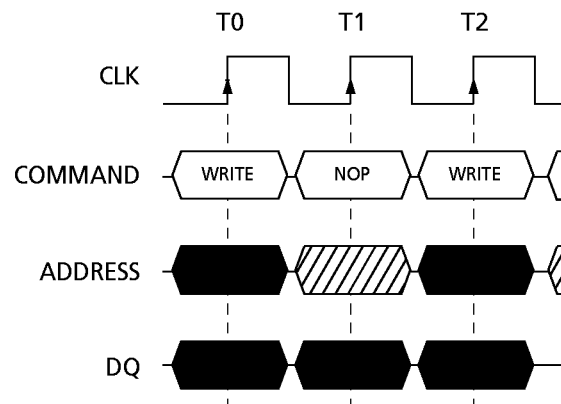 T0 T1 T2
CLK
COMMAND WRITE NOP WRITE
ADDRESS
DQ